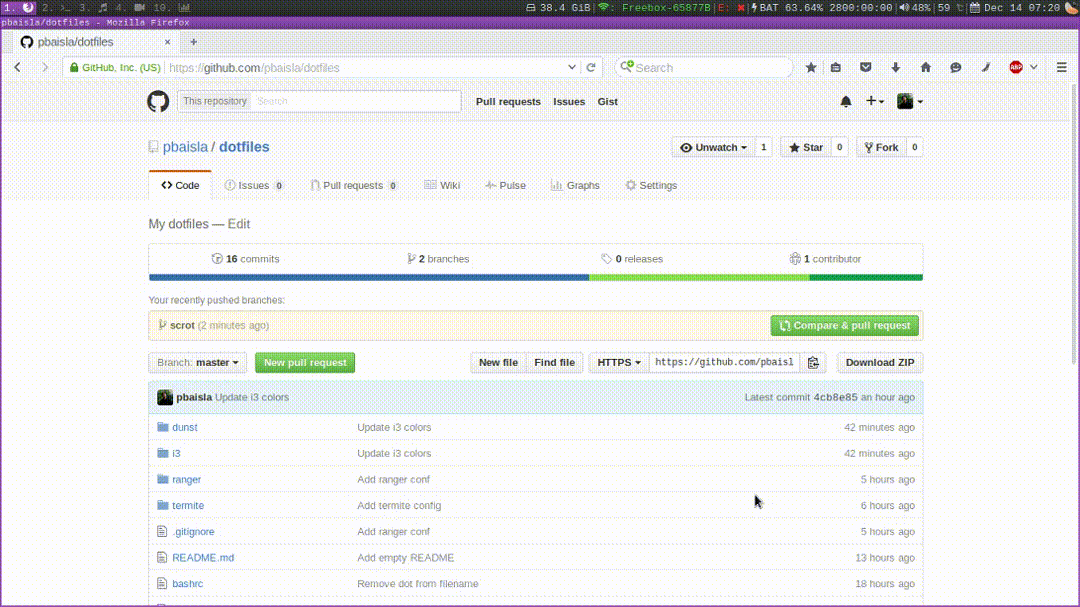 1. 2. >_ 3. 4. 10. 38.4 GiB| : Freebox-65877B|E: BAT 63.64% 2800:00:00| 48%|59 °C| Dec 14 07:20
pbaisla/dotfiles - Mozilla Firefox
pbaisla/dotfiles × +
GitHub, Inc. (US) https://github.com/pbaisla/dotfiles Search ABP
This repository Search Pull requests Issues Gist
pbaisla / dotfiles Unwatch 1 Star 0 Fork 0
Code Issues 0 Pull requests 0 Wiki Pulse Graphs Settings
My dotfiles — Edit
16 commits 2 branches 0 releases 1 contributor
Your recently pushed branches:
scrot (2 minutes ago) Compare & pull request
Branch: master New pull request New file Find file HTTPS https://github.com/pbaisl Download ZIP
pbaisla Update i3 colors Latest commit 4cb8e85 an hour ago
dunst Update i3 colors 42 minutes ago
i3 Update i3 colors 42 minutes ago
ranger Add ranger conf 5 hours ago
termite Add termite config 6 hours ago
.gitignore Add ranger conf 5 hours ago
README.md Add empty README 13 hours ago
bashrc Remove dot from filename 18 hours ago